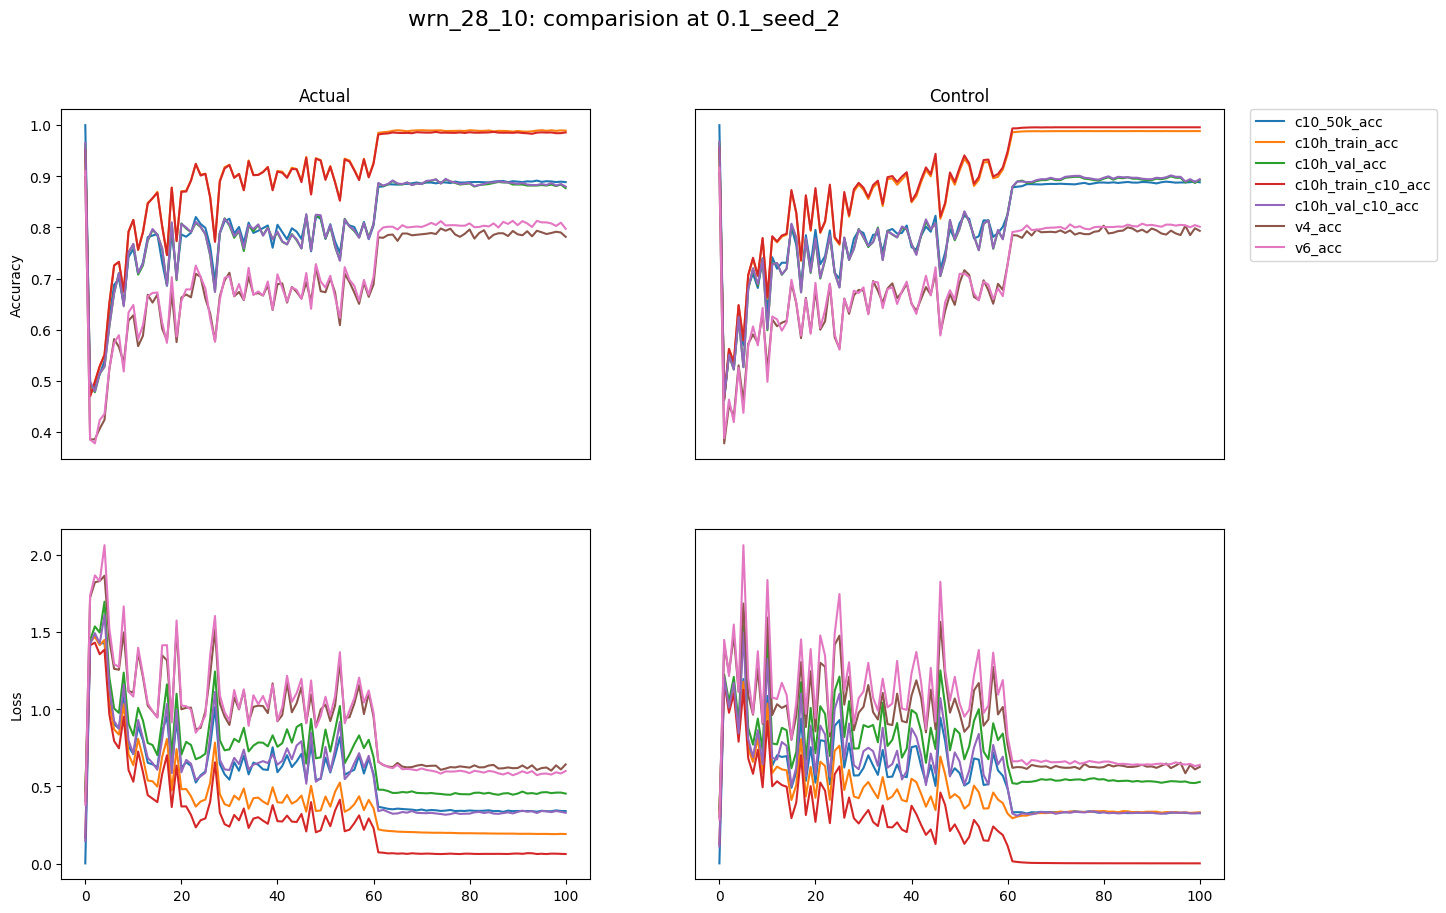 wrn_28_10: comparision at 0.1_seed_2
Actual
Control
Accuracy
1.0
0.9
0.8
0.7
0.6
0.5
0.4
c10_50k_acc
c10h_train_acc
c10h_val_acc
c10h_train_c10_acc
c10h_val_c10_acc
v4_acc
v6_acc
Loss
2.0
1.5
1.0
0.5
0.0
0 20 40 60 80 100
0 20 40 60 80 100